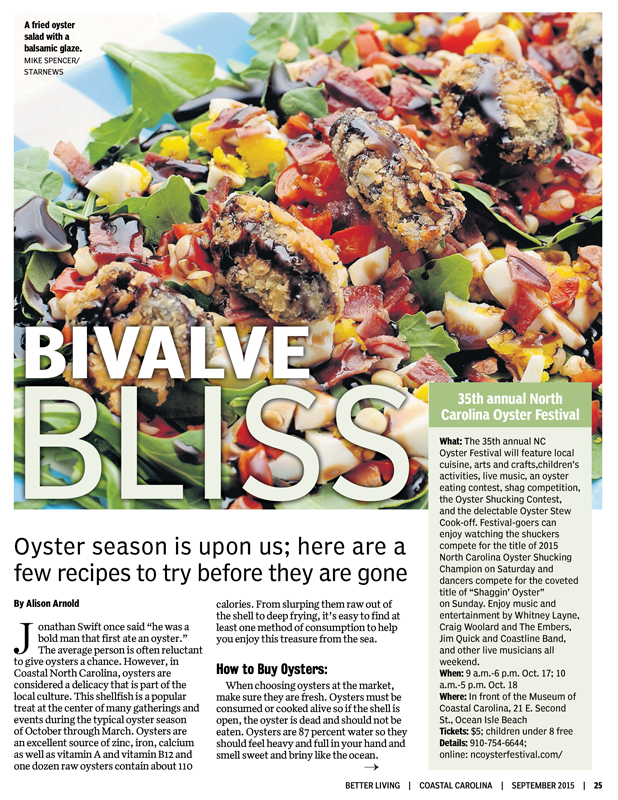 A fried oyster
salad with a
balsamic glaze.
MIKE SPENCER/
STARNEWS
BIVALVE
BLISS
Oyster season is upon us; here are a
few recipes to try before they are gone
By Alison Arnold
Jonathan Swift once said “he was a
bold man that first ate an oyster.”
The average person is often reluctant
to give oysters a chance. However, in
Coastal North Carolina, oysters are
considered a delicacy that is part of the
local culture. This shellfish is a popular
treat at the center of many gatherings and
events during the typical oyster season
of October through March. Oysters are
an excellent source of zinc, iron, calcium
as well as vitamin A and vitamin B12 and
one dozen raw oysters contain about 110
calories. From slurping them raw out of
the shell to deep frying, it’s easy to find at
least one method of consumption to help
you enjoy this treasure from the sea.
How to Buy Oysters:
When choosing oysters at the market,
make sure they are fresh. Oysters must be
consumed or cooked alive so if the shell is
open, the oyster is dead and should not be
eaten. Oysters are 87 percent water so they
should feel heavy and full in your hand and
smell sweet and briny like the ocean.
→
35th annual North
Carolina Oyster Festival
What: The 35th annual NC
Oyster Festival will feature local
cuisine, arts and crafts,children’s
activities, live music, an oyster
eating contest, shag competition,
the Oyster Shucking Contest,
and the delectable Oyster Stew
Cook-off. Festival-goers can
enjoy watching the shuckers
compete for the title of 2015
North Carolina Oyster Shucking
Champion on Saturday and
dancers compete for the coveted
title of “Shaggin’ Oyster”
on Sunday. Enjoy music and
entertainment by Whitney Layne,
Craig Woolard and The Embers,
Jim Quick and Coastline Band,
and other live musicians all
weekend.
When: 9 a.m.-6 p.m. Oct. 17; 10
a.m.-5 p.m. Oct. 18
Where: In front of the Museum of
Coastal Carolina, 21 E. Second
St., Ocean Isle Beach
Tickets: $5; children under 8 free
Details: 910-754-6644;
online: ncoysterfestival.com/
BETTER LIVING | COASTAL CAROLINA | SEPTEMBER 2015 | 25